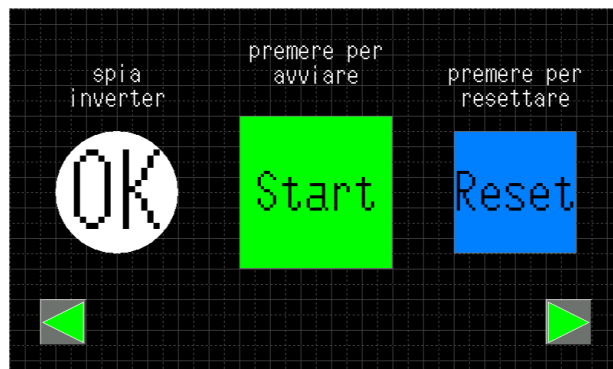 spia
inverter
OK
premere per
avviare
Start
premere per
resettare
Reset